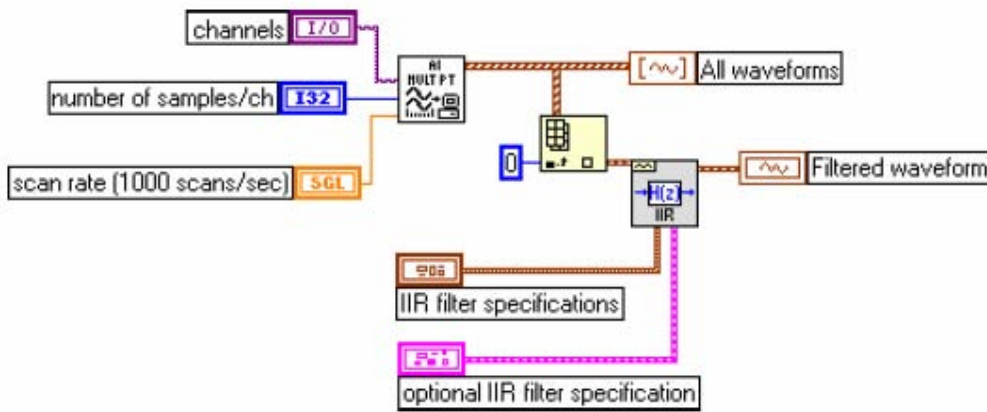 channels
I/O
AI
MULT PT
All waveforms
number of samples/ch
I32
0
scan rate (1000 scans/sec)
SGL
Filtered waveform
H(z)
IIR
IIR filter specifications
optional IIR filter specification